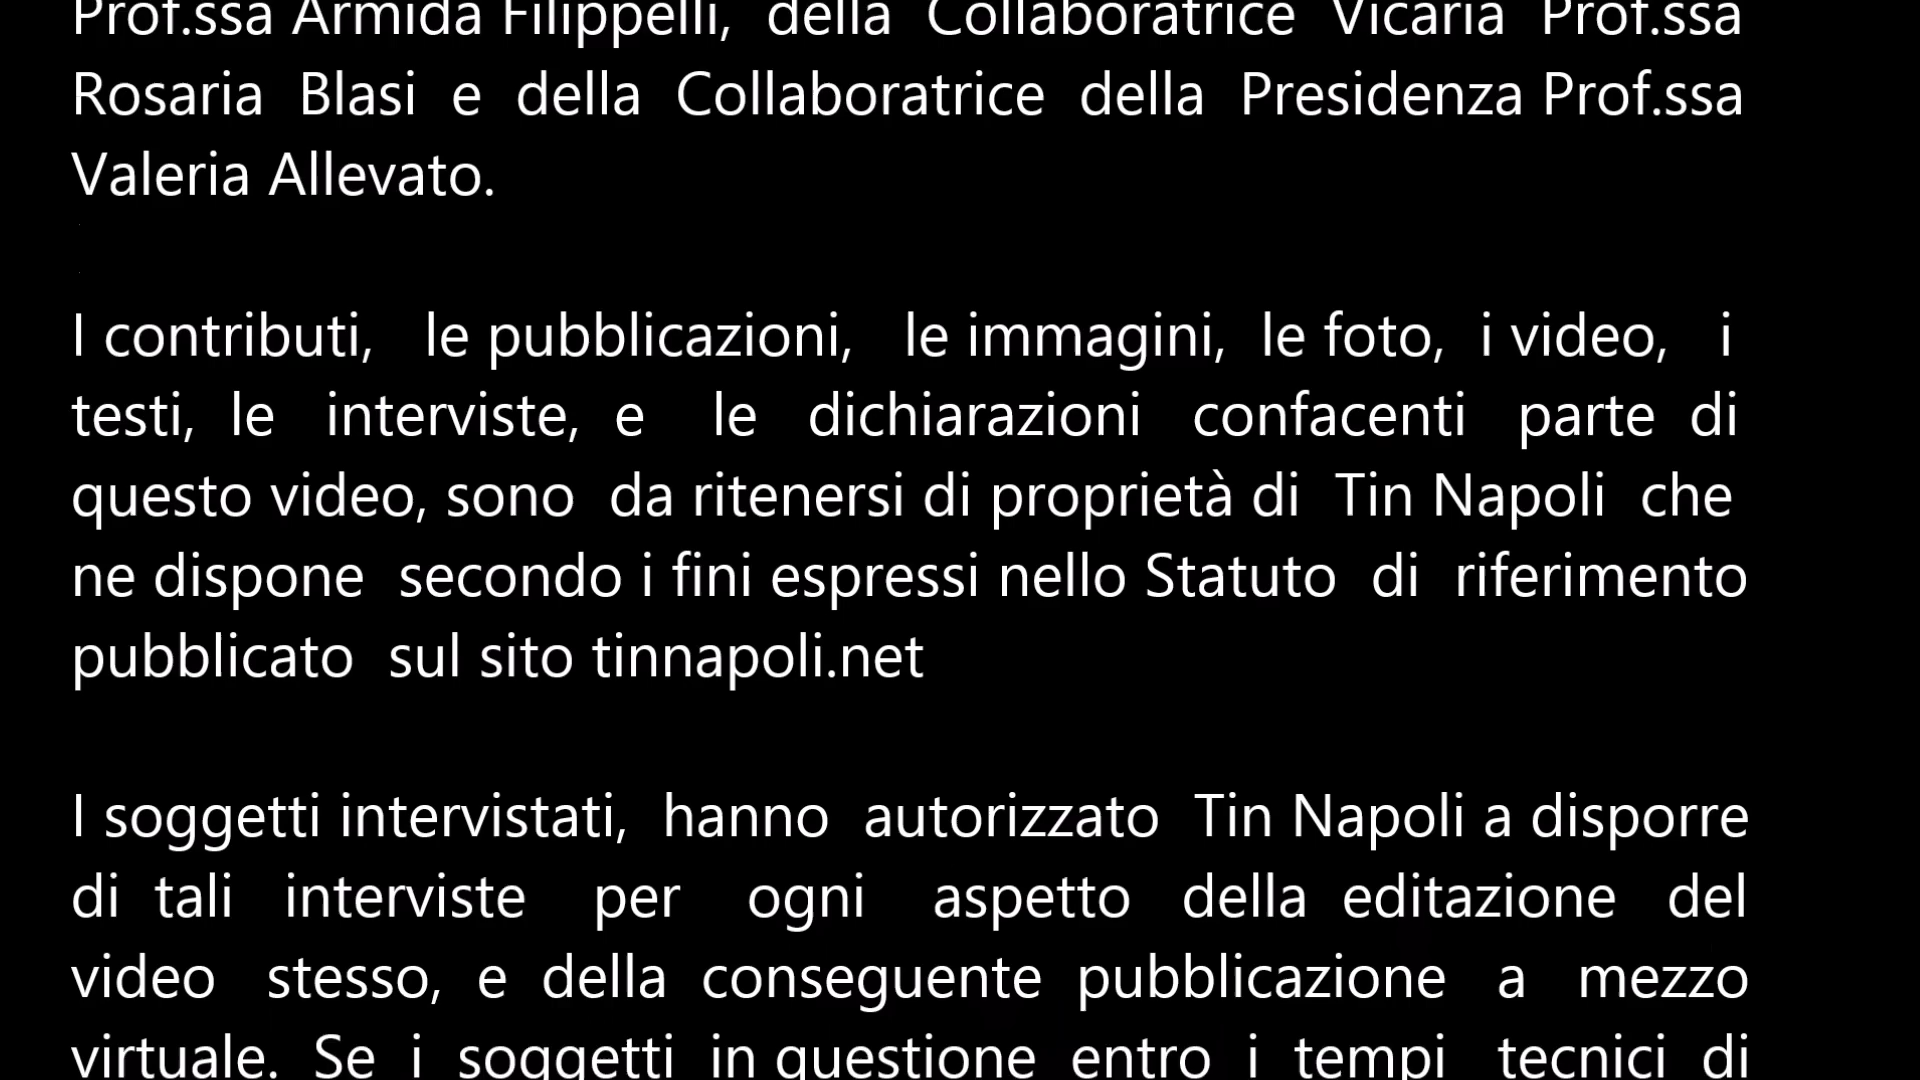 Prof.ssa Armida Filippelli, della Collaboratrice Vicaria Prof.ssa
Rosaria Blasi e della Collaboratrice della Presidenza Prof.ssa
Valeria Allevato.
I contributi, le pubblicazioni, le immagini, le foto, i video, i
testi, le interviste, e le dichiarazioni confacenti parte di
questo video, sono da ritenersi di proprietà di Tin Napoli che
ne dispone secondo i fini espressi nello Statuto di riferimento
pubblicato sul sito tinnapoli.net
I soggetti intervistati, hanno autorizzato Tin Napoli a disporre
di tali interviste per ogni aspetto della editazione del
video stesso, e della conseguente pubblicazione a mezzo
virtuale. Se i soggetti in questione entro i tempi tecnici di